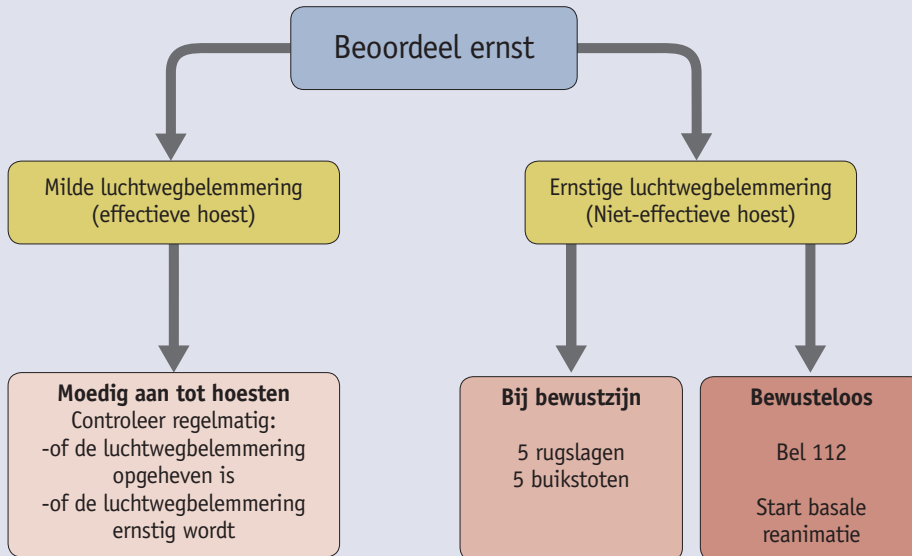 Beoordeel ernst
Milde luchtwegbelemmering
(effectieve hoest)
Ernstige luchtwegbelemmering
(Niet-effectieve hoest)
Moedig aan tot hoesten
Controleer regelmatig:
-of de luchtwegbelemmering
opgeheven is
-of de luchtwegbelemmering
ernstig wordt
Bij bewustzijn
5 rugslagen
5 buikstoten
Bewusteloos
Bel 112
Start basale
reanimatie